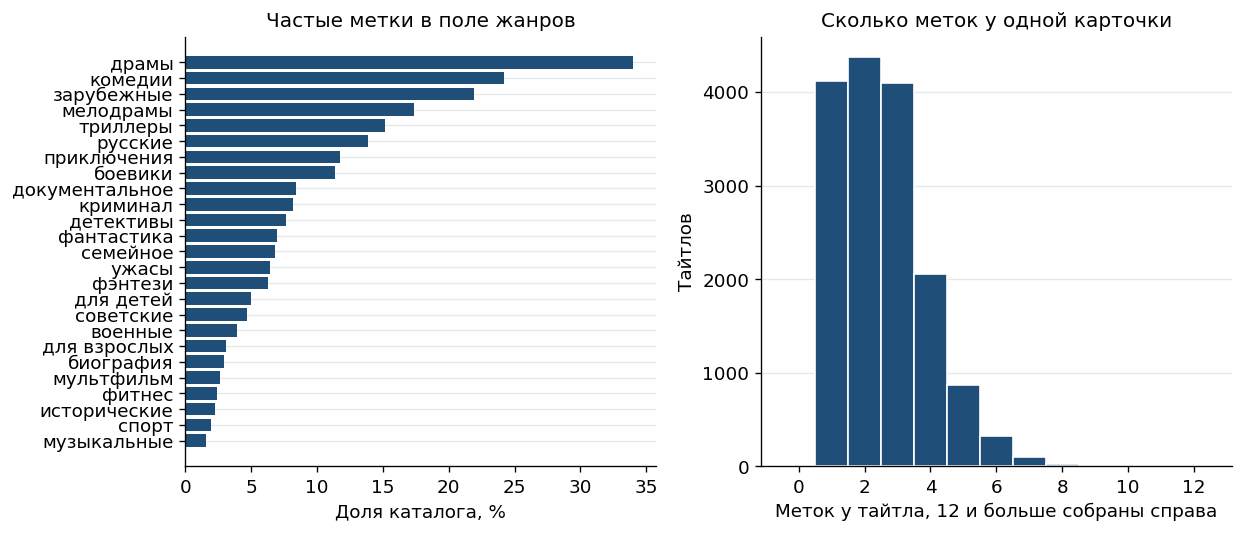 Частые метки в поле жанров
драмы
комедии
зарубежные
мелодрамы
триллеры
русские
приключения
боевики
документальное
криминал
детективы
фантастика
семейное
ужасы
фэнтези
для детей
советские
военные
для взрослых
биография
мультфильм
фитнес
исторические
спорт
музыкальные
0 5 10 15 20 25 30 35
Доля каталога, %
Сколько меток у одной карточки
Тайтлов
4000
3000
2000
1000
0
0 2 4 6 8 10 12
Меток у тайтла, 12 и больше собраны справа